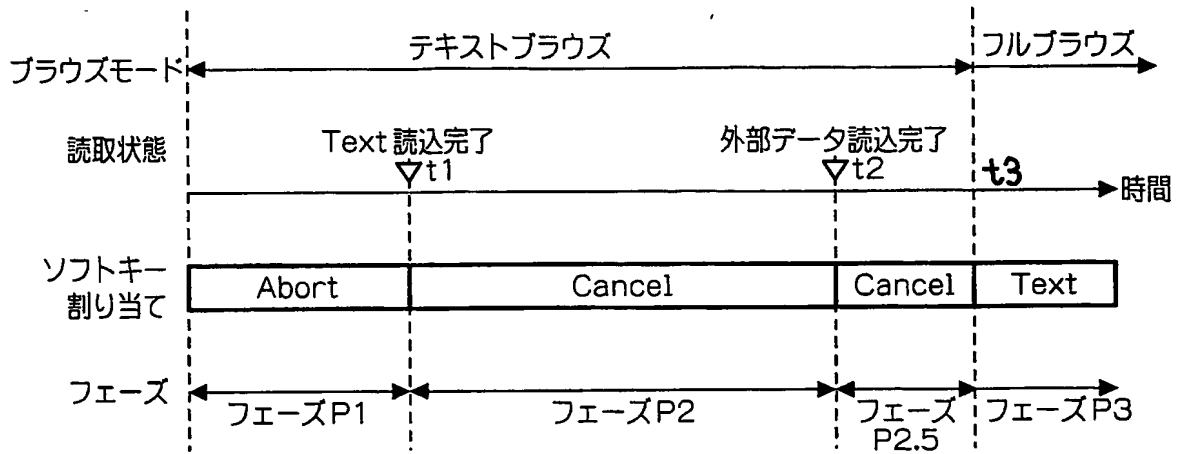 ブラウズモード
テキストブラウズ
フルブラウズ
読取状態
Text 読込完了
t1
外部データ読込完了
t2
t3
時間
ソフトキー
割り当て
Abort
Cancel
Cancel
Text
フェーズ
フェーズP1
フェーズP2
フェーズ
P2.5
フェーズP3